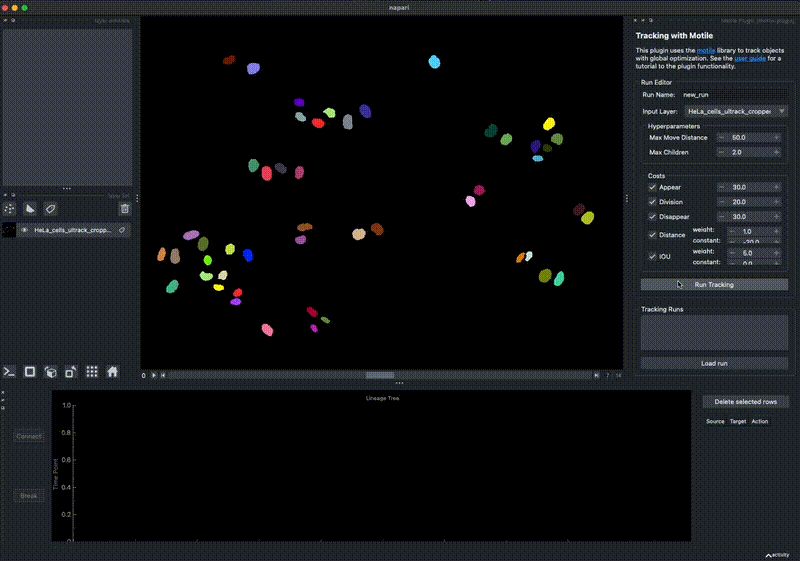 napari
Motile Plugin (motile-plugin)
Tracking with Motile
This plugin uses the motile library to track objects
with global optimization. See the user guide for a
tutorial to the plugin functionality.
Run Editor
Run Name: new_run
Input Layer: HeLa_cells_ultrack_cropped
Hyperparameters
Max Move Distance 50.0
Max Children 2.0
Costs
Appear 30.0
Division 20.0
Disappear 30.0
Distance weight: 1.0
constant: -20.0
IOU weight: 5.0
constant: 0.0
Run Tracking
Tracking Runs
Load run
layer controls
layer list
HeLa_cells_ultrack_cropp...
0
7 14
Lineage Tree
Connect
Break
Time Point
1.0
0.8
0.6
0.4
0.2
0
Delete selected rows
Source Target Action
activity